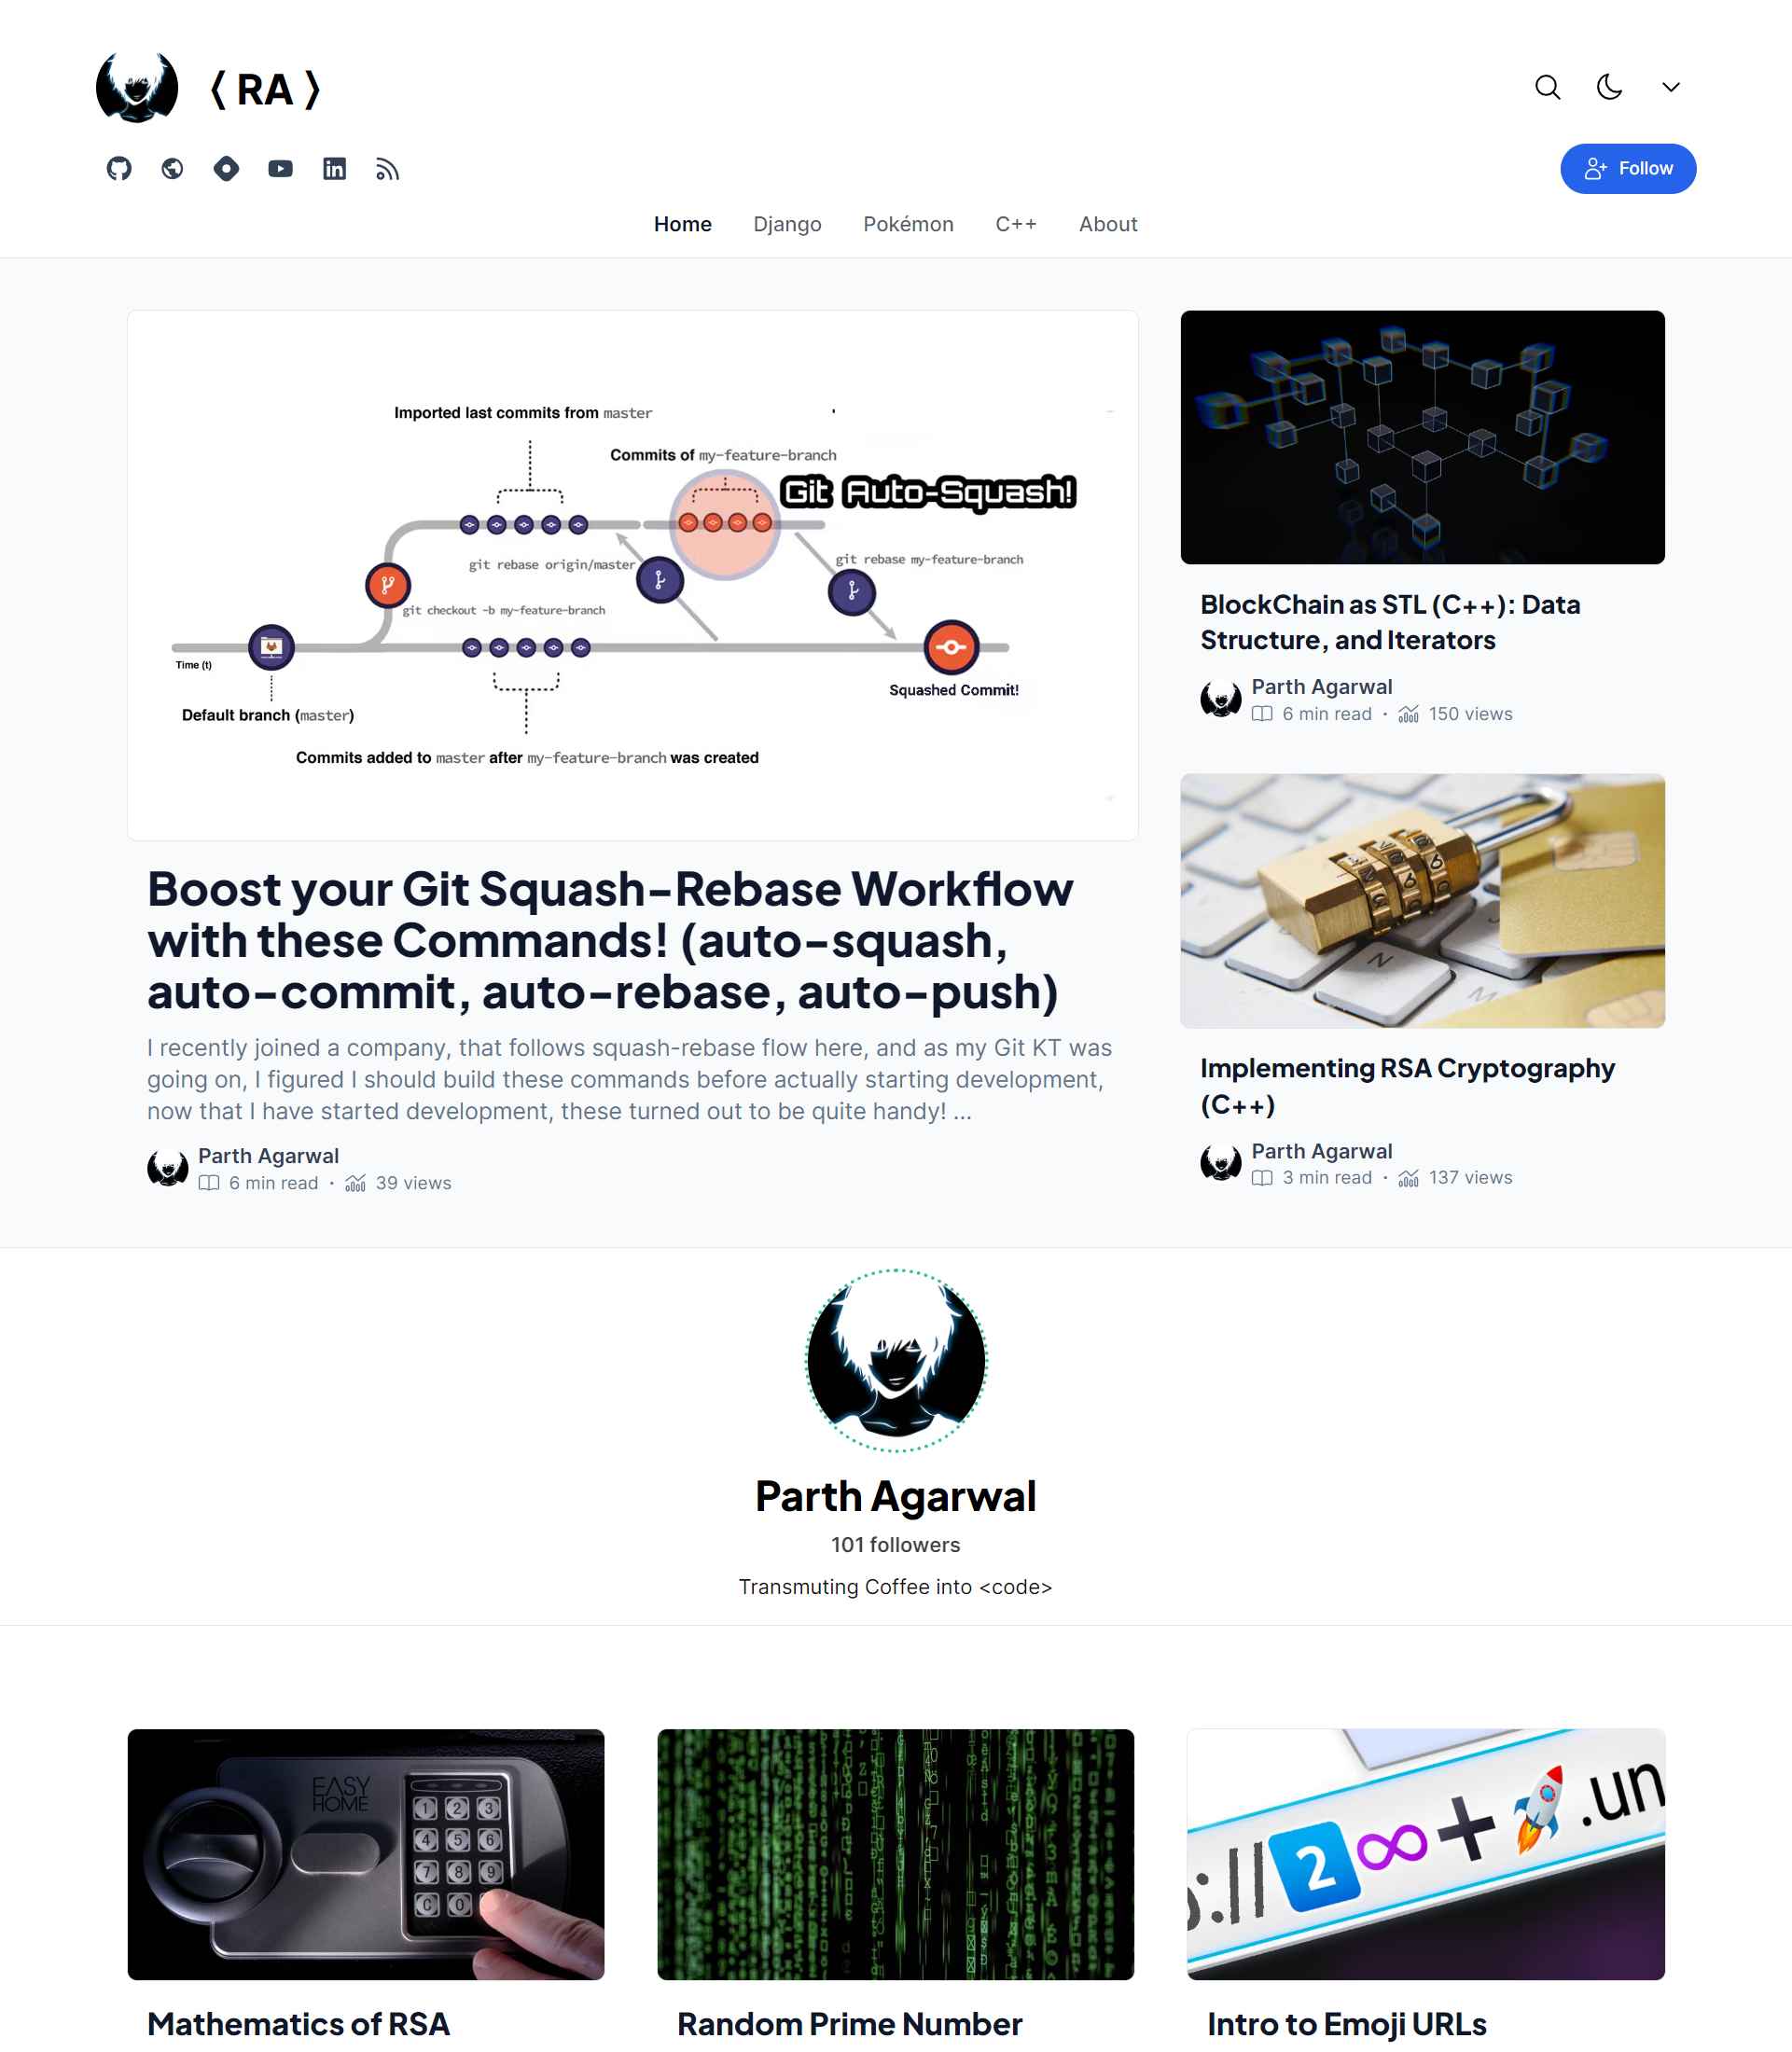 ❬ RA ❭
Follow
Home
Django
Pokémon
C++
About
Imported last commits from master
Commits of my-feature-branch
Git Auto-Squash!
git rebase origin/master
git rebase my-feature-branch
git checkout -b my-feature-branch
Time (t)
Squashed Commit!
Default branch (master)
Commits added to master after my-feature-branch was created
Boost your Git Squash-Rebase Workflow
with these Commands! (auto-squash,
auto-commit, auto-rebase, auto-push)
I recently joined a company, that follows squash-rebase flow here, and as my Git KT was
going on, I figured I should build these commands before actually starting development,
now that I have started development, these turned out to be quite handy! ...
Parth Agarwal
6 min read · 39 views
BlockChain as STL (C++): Data
Structure, and Iterators
Parth Agarwal
6 min read · 150 views
N
M
Implementing RSA Cryptography
(C++)
Parth Agarwal
3 min read · 137 views
Parth Agarwal
101 followers
Transmuting Coffee into <code>
EASY
HOME
1 2 3
4 5 6
7 8 9
C 0
Mathematics of RSA
Random Prime Number
://2∞+🚀.un
Intro to Emoji URLs